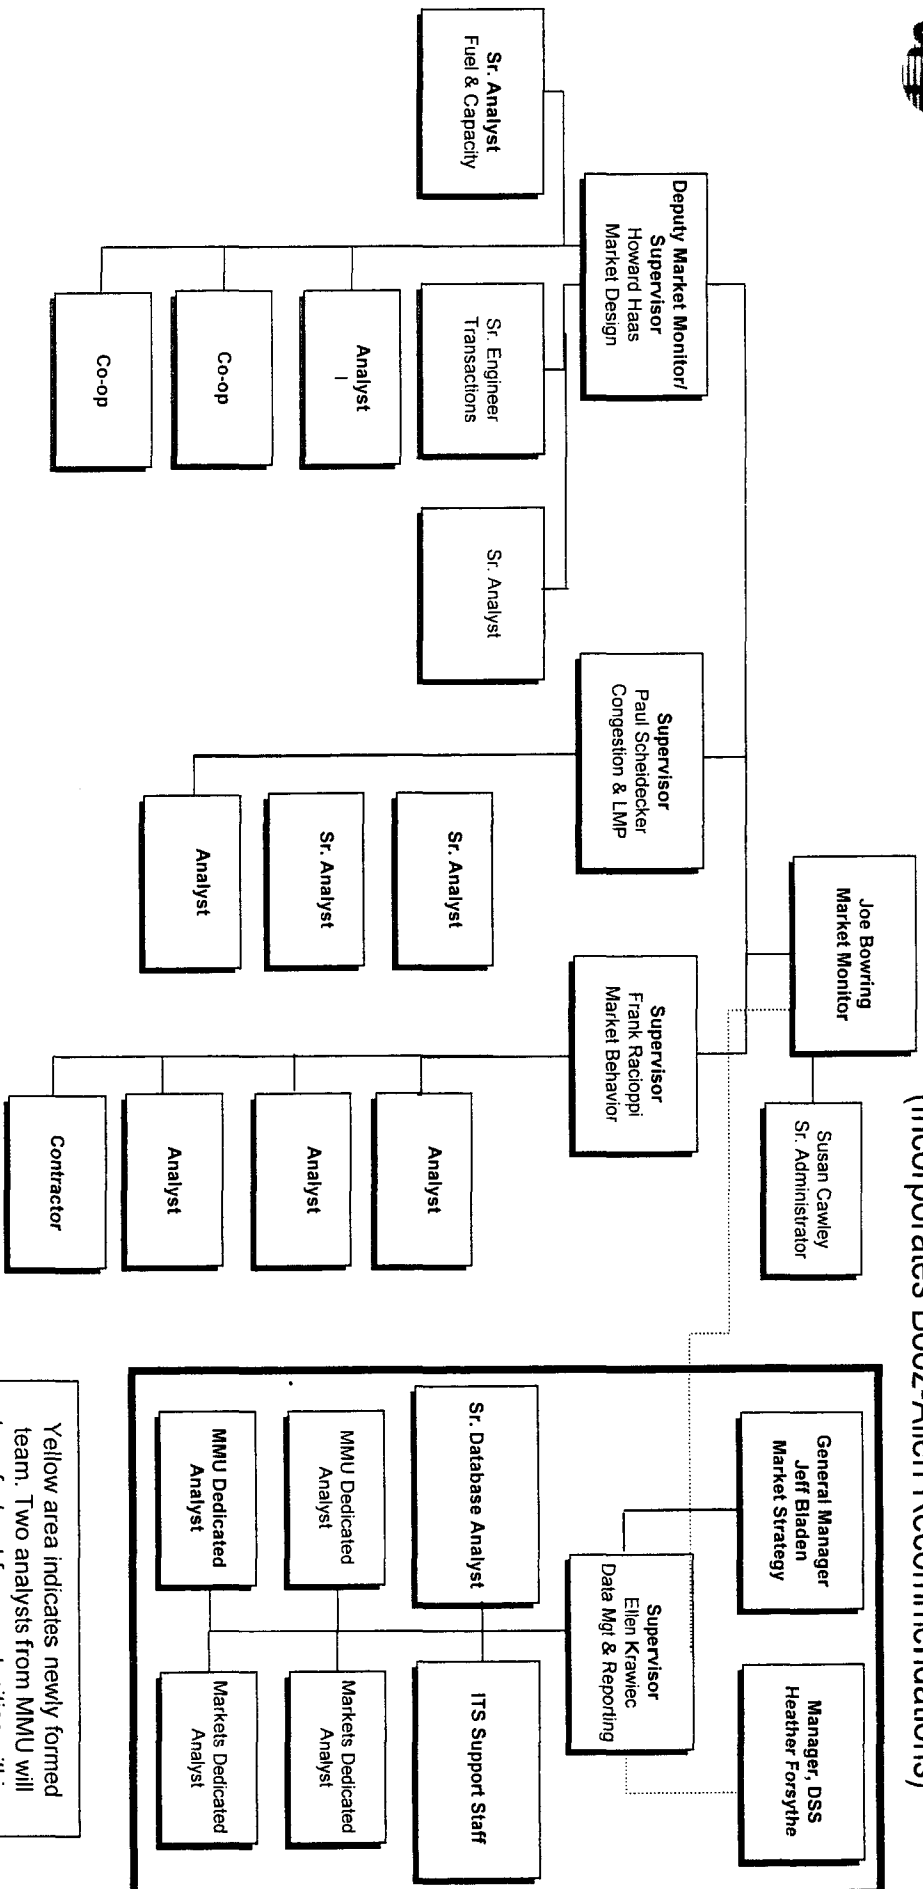 (Incorporates Booz-Allen Recommendations)
Joe Bowring
Market Monitor
Susan Cawley
Sr. Administrator
Deputy Market Monitor/
Supervisor
Howard Haas
Market Design
Supervisor
Paul Scheidecker
Congestion & LMP
Supervisor
Frank Racioppi
Market Behavior
Sr. Analyst
Fuel & Capacity
Sr. Engineer
Transactions
Sr. Analyst
Analyst
I
Co-op
Co-op
Sr. Analyst
Sr. Analyst
Analyst
Analyst
Analyst
Analyst
Contractor
General Manager
Jeff Bladen
Market Strategy
Manager, DSS
Heather Forsythe
Supervisor
Ellen Krawiec
Data Mgt & Reporting
Sr. Database Analyst
ITS Support Staff
MMU Dedicated
Analyst
Markets Dedicated
Analyst
MMU Dedicated
Analyst
Markets Dedicated
Analyst
Yellow area indicates newly formed
team. Two analysts from MMU will